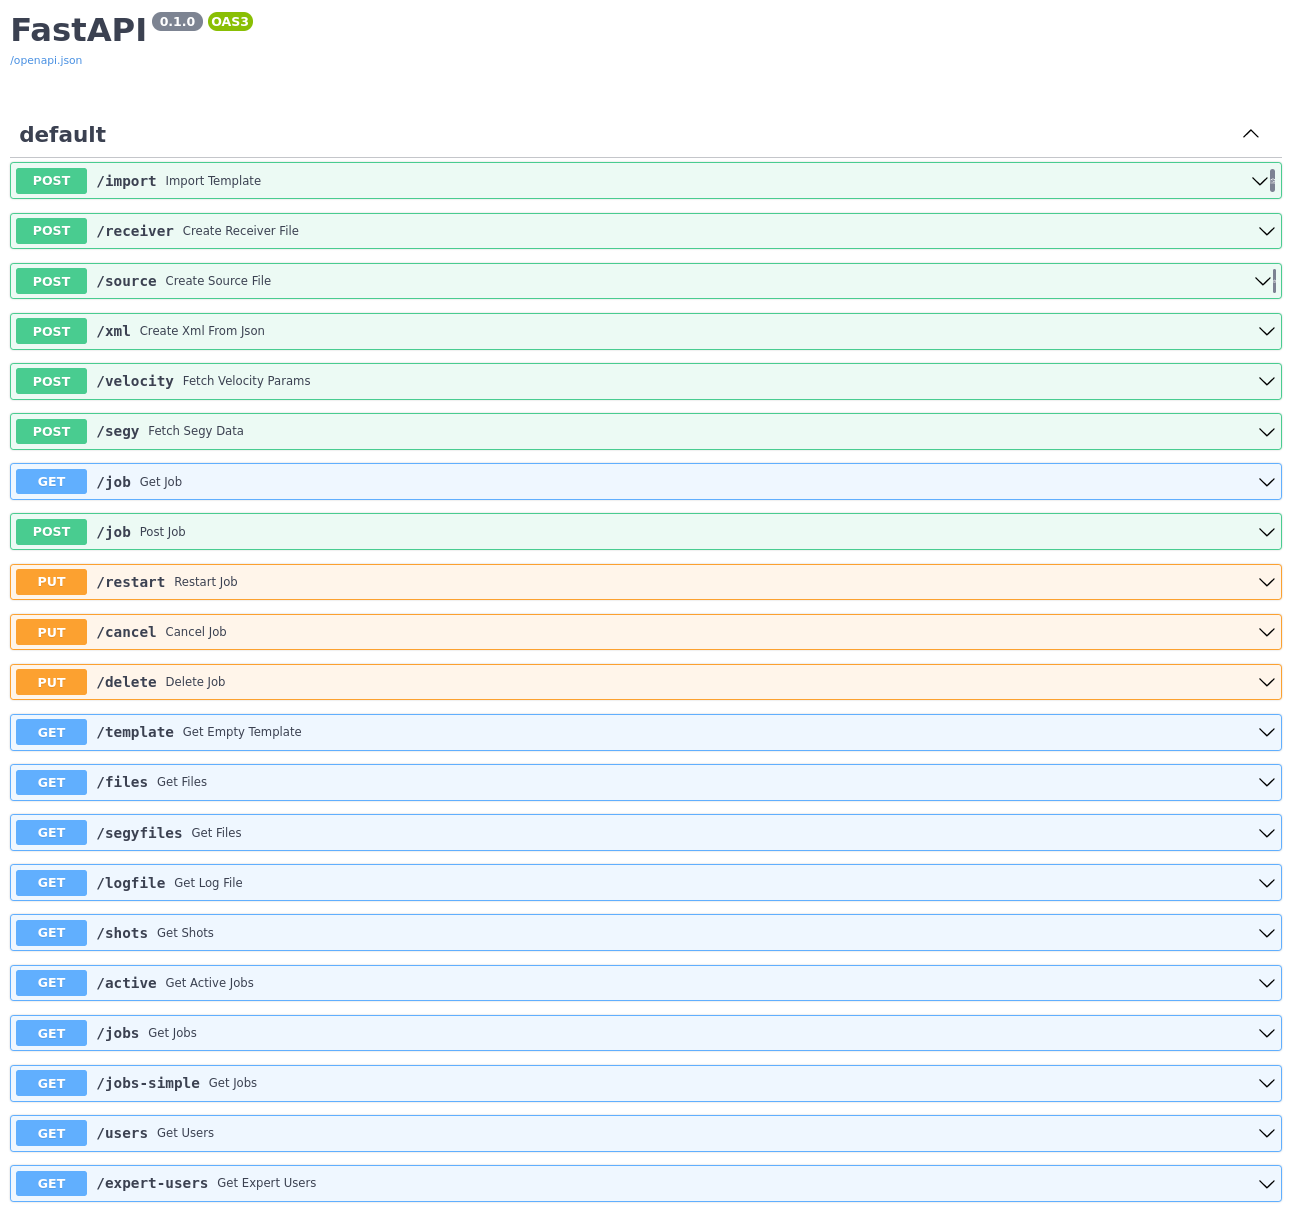 FastAPI 0.1.0 OAS3
/openapi.json
default
POST /import Import Template
POST /receiver Create Receiver File
POST /source Create Source File
POST /xml Create Xml From Json
POST /velocity Fetch Velocity Params
POST /segy Fetch Segy Data
GET /job Get Job
POST /job Post Job
PUT /restart Restart Job
PUT /cancel Cancel Job
PUT /delete Delete Job
GET /template Get Empty Template
GET /files Get Files
GET /segyfiles Get Files
GET /logfile Get Log File
GET /shots Get Shots
GET /active Get Active Jobs
GET /jobs Get Jobs
GET /jobs-simple Get Jobs
GET /users Get Users
GET /expert-users Get Expert Users